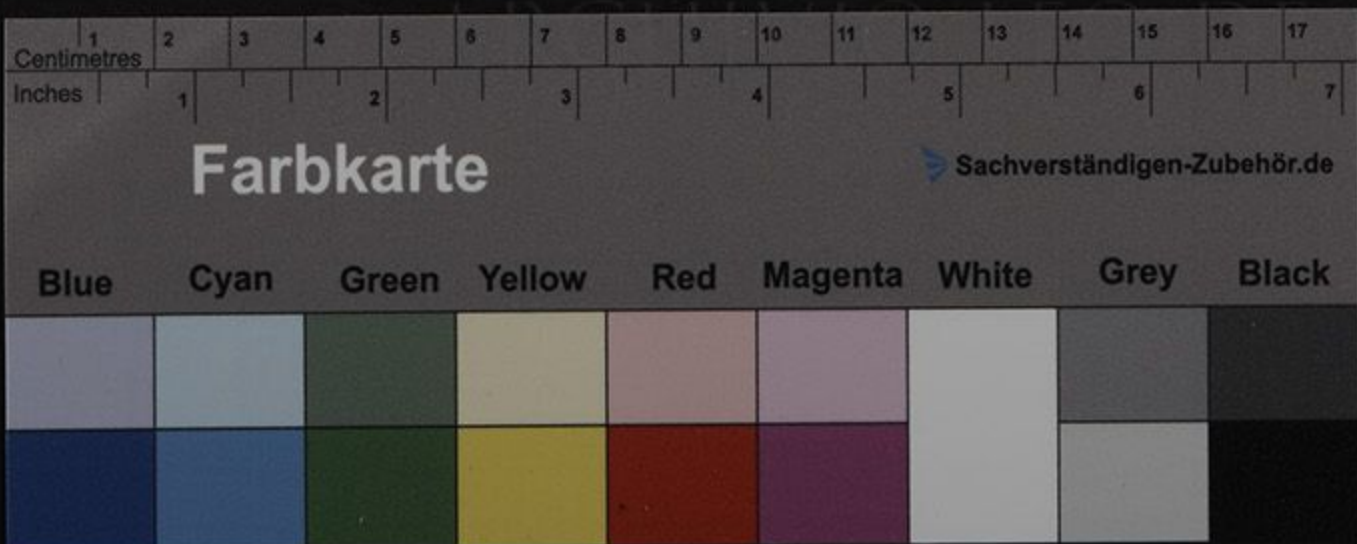 1 2 3 4 5 6 7 8 9 10 11 12 13 14 15 16 17
Centimetres
Inches 1 2 3 4 5 6 7
Farbkarte
Sachverständigen-Zubehör.de
Blue Cyan Green Yellow Red Magenta White Grey Black